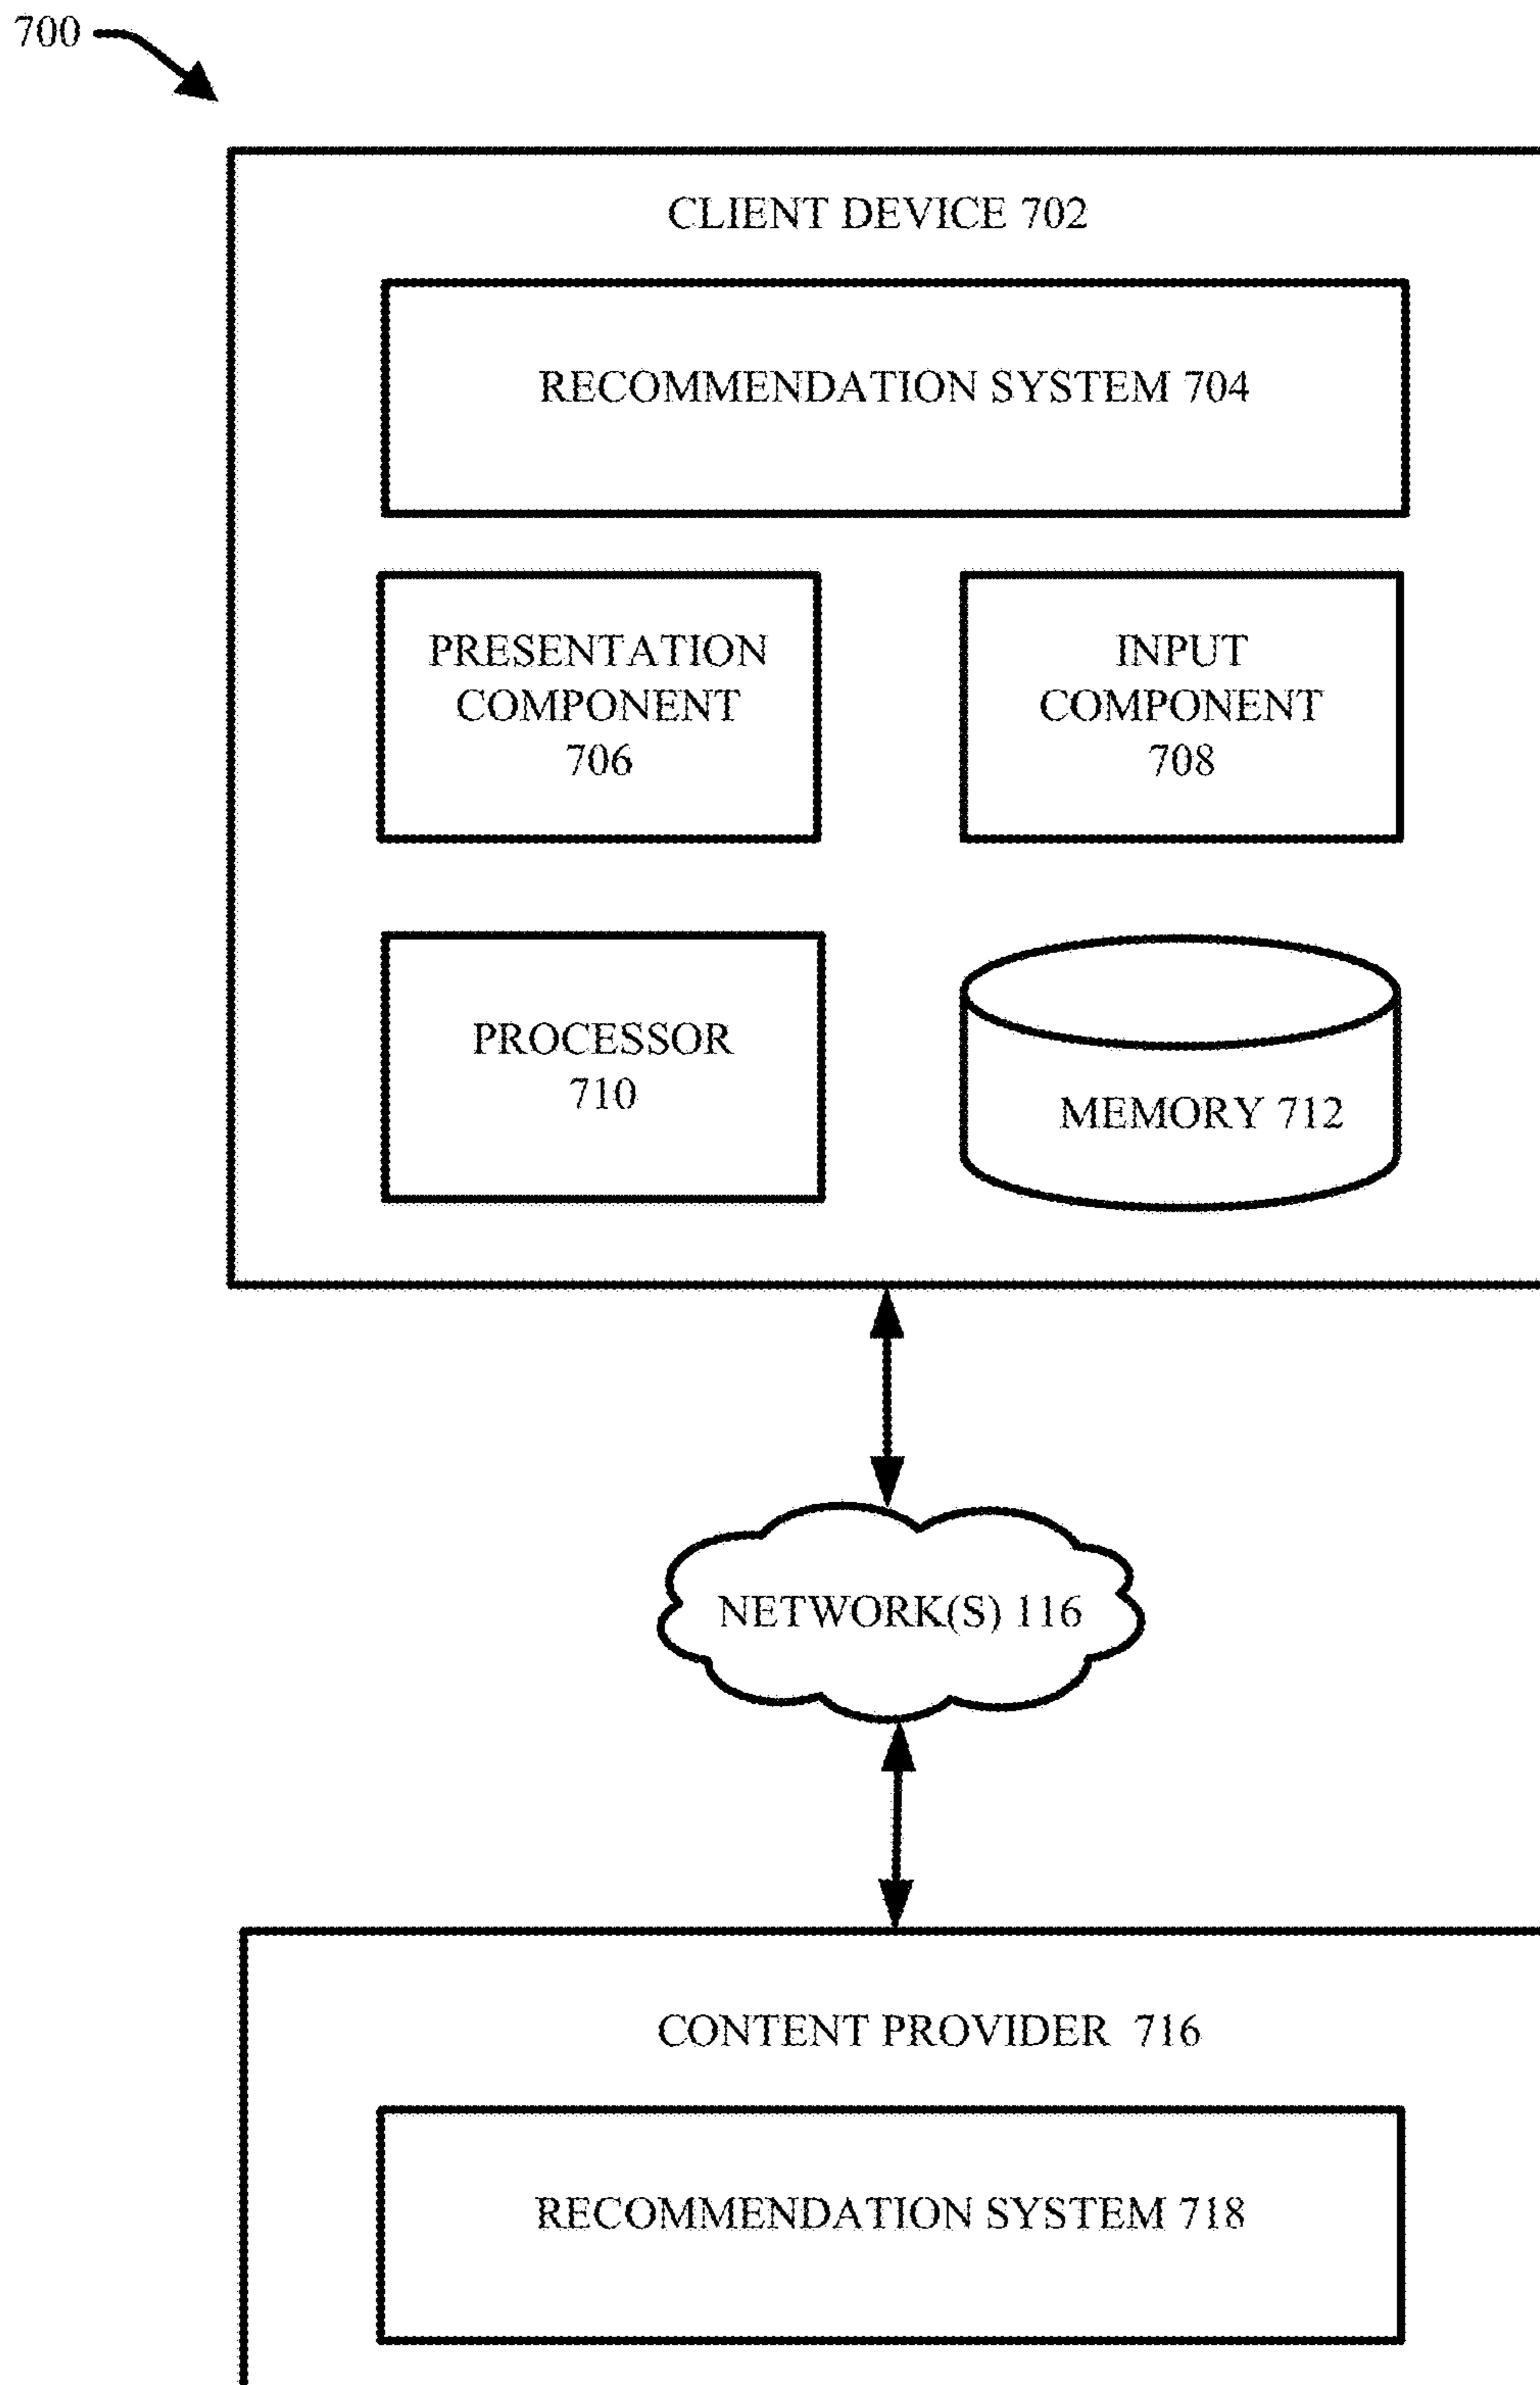 700
CLIENT DEVICE 702
RECOMMENDATION SYSTEM 704
PRESENTATION
COMPONENT
706
INPUT
COMPONENT
708
PROCESSOR
710
MEMORY 712
NETWORK(S) 116
CONTENT PROVIDER 716
RECOMMENDATION SYSTEM 718